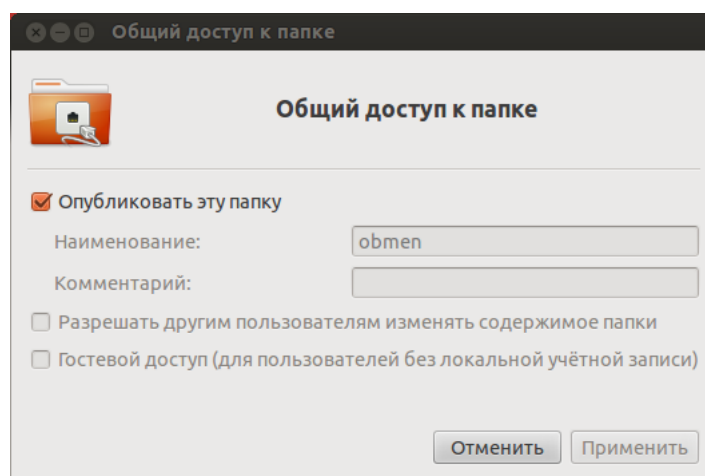 Общий доступ к папке
Общий доступ к папке
Опубликовать эту папку
Наименование: obmen
Комментарий:
Разрешать другим пользователям изменять содержимое папки
Гостевой доступ (для пользователей без локальной учётной записи)
Отменить Применить